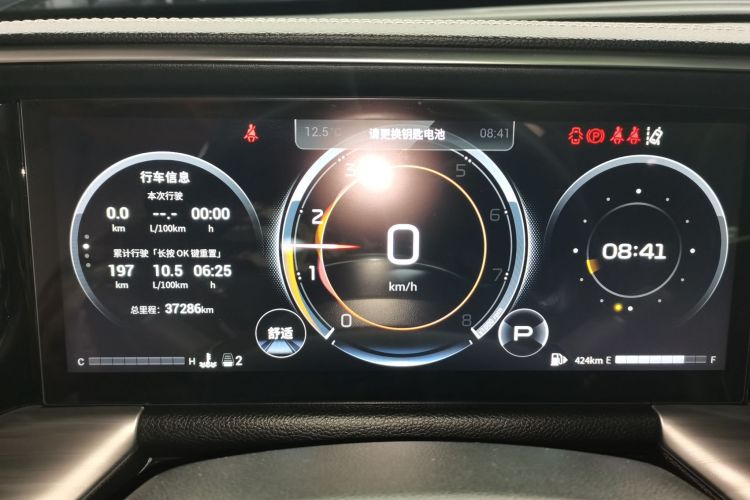 12.5°C 请更换钥匙电池 08:41
行车信息
本次行驶
0.0 --.- 00:00
km L/100km h
累计行驶「长按 OK 键重置」
197 10.5 06:25
km L/100km h
总里程: 37286km
3 5
2 6
1 7
0 8
0
km/h
舒适
P
08:41
C H 2
424km E F